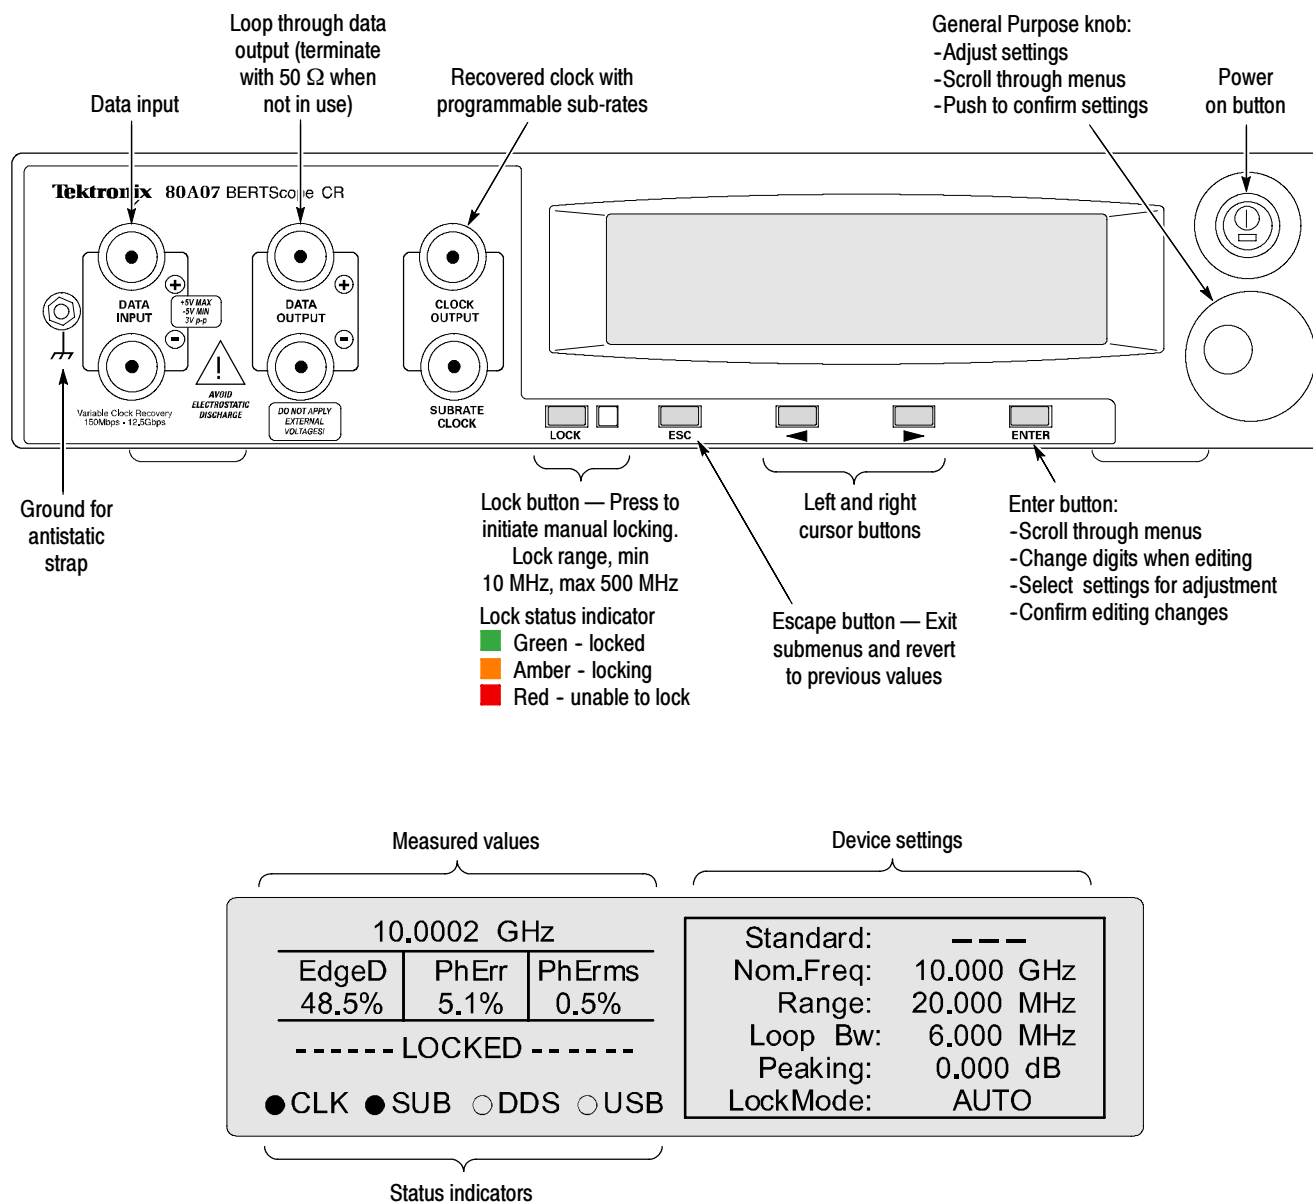 Loop through data
output (terminate
with 50 Ω when
not in use)
General Purpose knob:
-Adjust settings
-Scroll through menus
-Push to confirm settings
Data input
Recovered clock with
programmable sub-rates
Power
on button
Tektronix 80A07 BERTScope CR
DATA
INPUT
+
-
+5V MAX
-5V MIN
3V p-p
DATA
OUTPUT
+
-
CLOCK
OUTPUT
Variable Clock Recovery
150Mbps - 12.5Gbps
!
AVOID
ELECTROSTATIC
DISCHARGE
DO NOT APPLY
EXTERNAL
VOLTAGES!
SUBRATE
CLOCK
LOCK
ESC
ENTER
Ground for
antistatic
strap
Lock button — Press to
initiate manual locking.
Lock range, min
10 MHz, max 500 MHz
Lock status indicator
Green - locked
Amber - locking
Red - unable to lock
Left and right
cursor buttons
Escape button — Exit
submenus and revert
to previous values
Enter button:
-Scroll through menus
-Change digits when editing
-Select settings for adjustment
-Confirm editing changes
Measured values
Device settings
10.0002 GHz
EdgeD PhErr PhErms
48.5% 5.1% 0.5%
------ LOCKED ------
CLK SUB DDS USB
Standard: ---
Nom.Freq: 10.000 GHz
Range: 20.000 MHz
Loop Bw: 6.000 MHz
Peaking: 0.000 dB
LockMode: AUTO
Status indicators